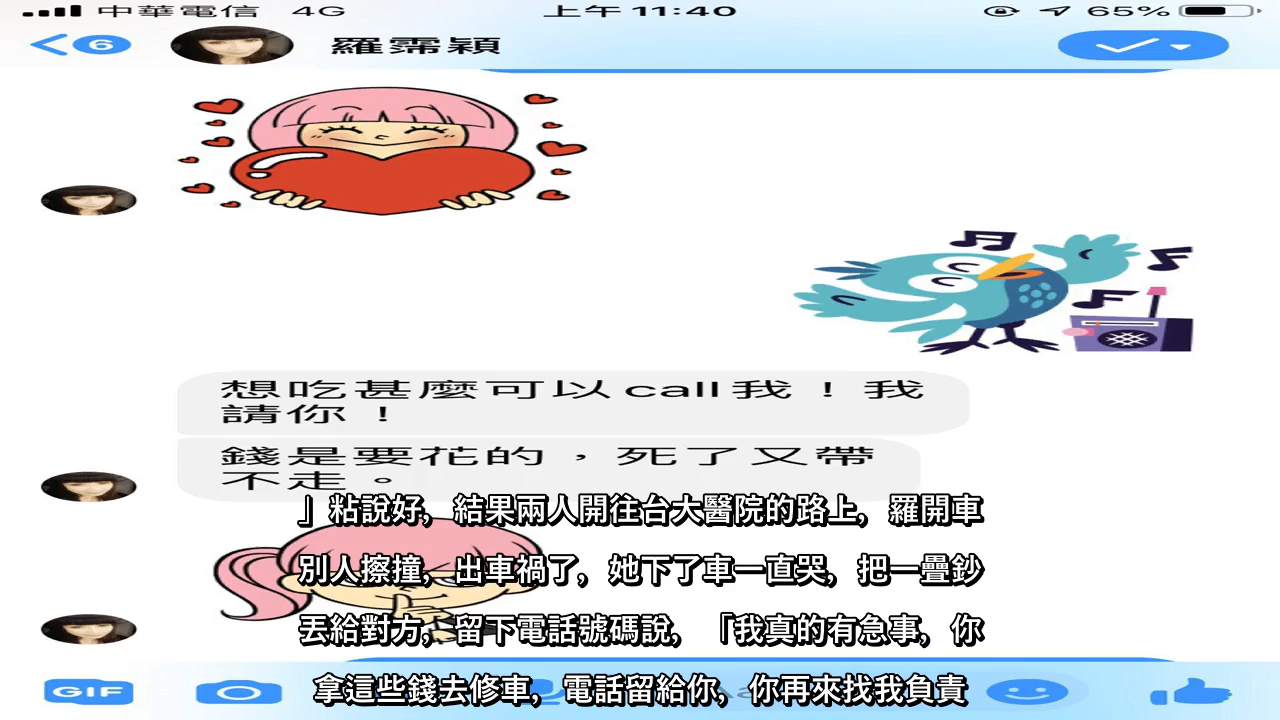 中華電信 4G 上午11:40 65%
6 羅霈穎
想吃甚麼可以call我！我
請你！
錢是要花的，死了又帶
不走。
」粘說好，結果兩人開往台大醫院的路上，羅開車
別人擦撞，出車禍了，她下了車一直哭，把一疊鈔
丟給對方，留下電話號碼說，「我真的有急事，你
拿這些錢去修車，電話留給你，你再來找我負責
GIF